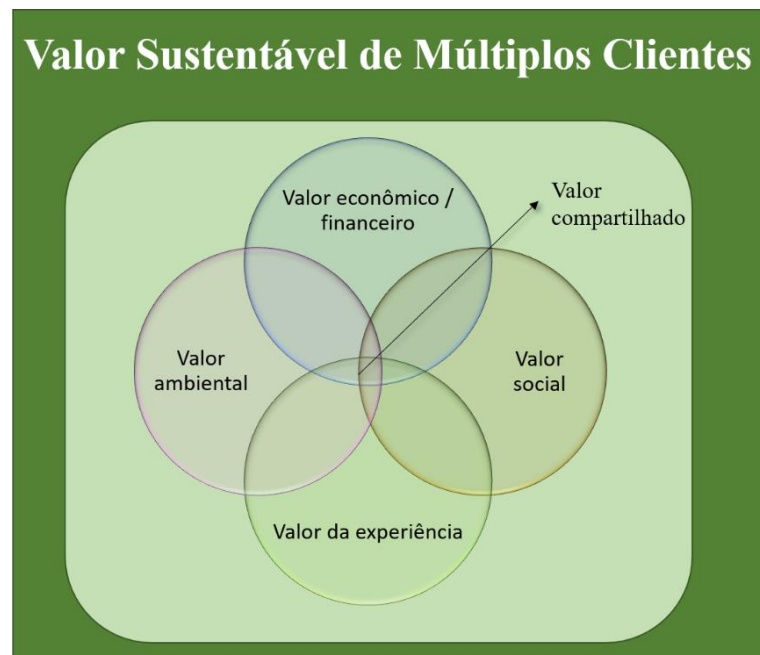 Valor Sustentável de Múltiplos Clientes
Valor econômico /
financeiro
Valor
compartilhado
Valor
ambiental
Valor
social
Valor da experiência